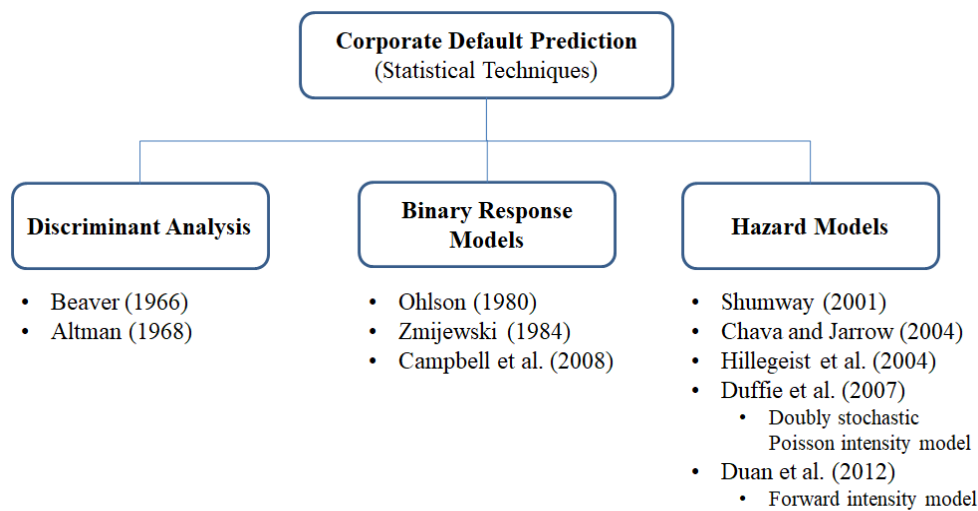 Corporate Default Prediction
(Statistical Techniques)
Discriminant Analysis
• Beaver (1966)
• Altman (1968)
Binary Response
Models
• Ohlson (1980)
• Zmijewski (1984)
• Campbell et al. (2008)
Hazard Models
• Shumway (2001)
• Chava and Jarrow (2004)
• Hillegeist et al. (2004)
• Duffie et al. (2007)
• Doubly stochastic
Poisson intensity model
• Duan et al. (2012)
• Forward intensity model